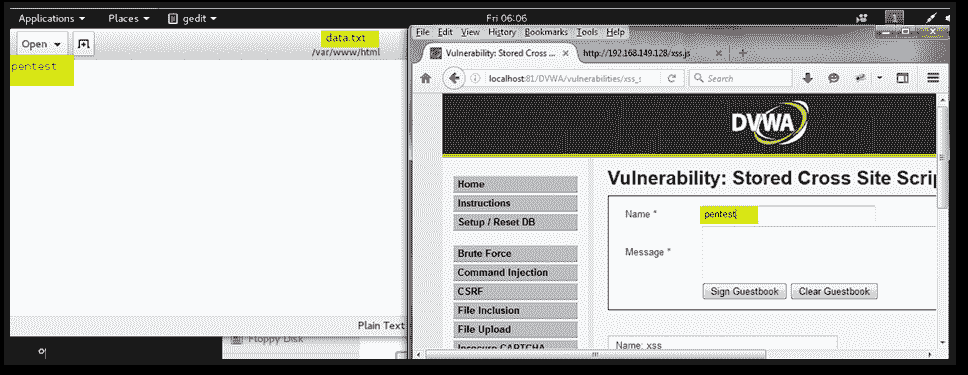 Applications Places gedit Fri 06:06 1
Open data.txt
/var/www/html
pentest
Plain Text
Floppy Disk
File Edit View History Bookmarks Tools Help
Vulnerability: Stored Cross ... http://192.168.149.128/xss.js
localhost:81/DVWA/vulnerabilities/xss_s Search
DVWA
Home
Instructions
Setup / Reset DB
Brute Force
Command Injection
CSRF
File Inclusion
File Upload
Insecure CAPTCHA
Vulnerability: Stored Cross Site Scrip
Name * pentest
Message *
Sign Guestbook Clear Guestbook
Name: xss